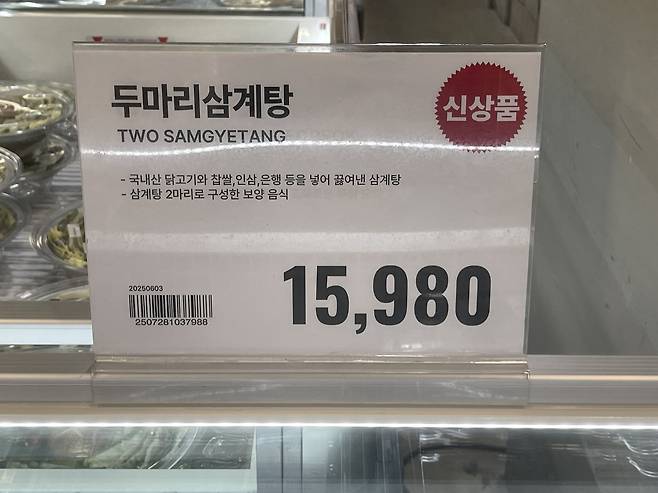 두마리삼계탕
TWO SAMGYETANG
신상품
- 국내산 닭고기와 찹쌀,인삼,은행 등을 넣어 끓여낸 삼계탕
- 삼계탕 2마리로 구성한 보양 음식
20250603
2507281037988
15,980